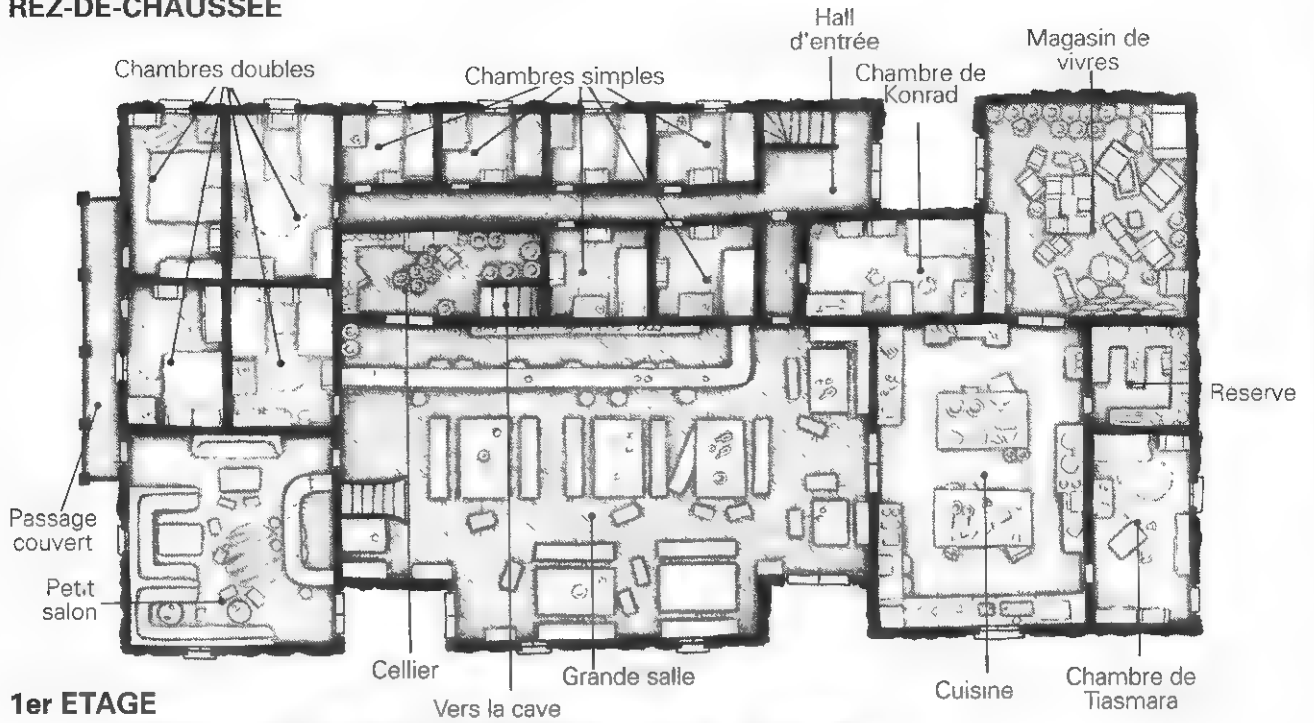 REZ-DE-CHAUSSEE
Hall
d'entrée
Magasin de
vivres
Chambres doubles
Chambres simples
Chambre de
Konrad
Réserve
Passage
couvert
Petit
salon
Cellier
Grande salle
Cuisine
Chambre de
Tiasmara
Vers la cave
1er ETAGE